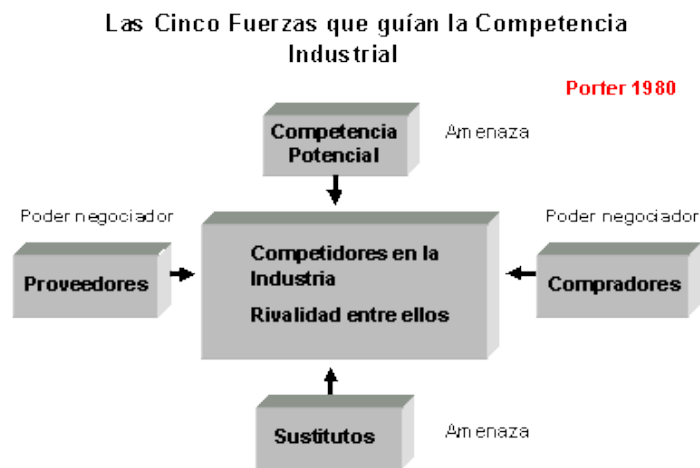 Las Cinco Fuerzas que guían la Competencia
Industrial
Porter 1980
Competencia
Potencial
Amenaza
Poder negociador
Poder negociador
Proveedores
Competidores en la
Industria
Rivalidad entre ellos
Compradores
Sustitutos
Amenaza